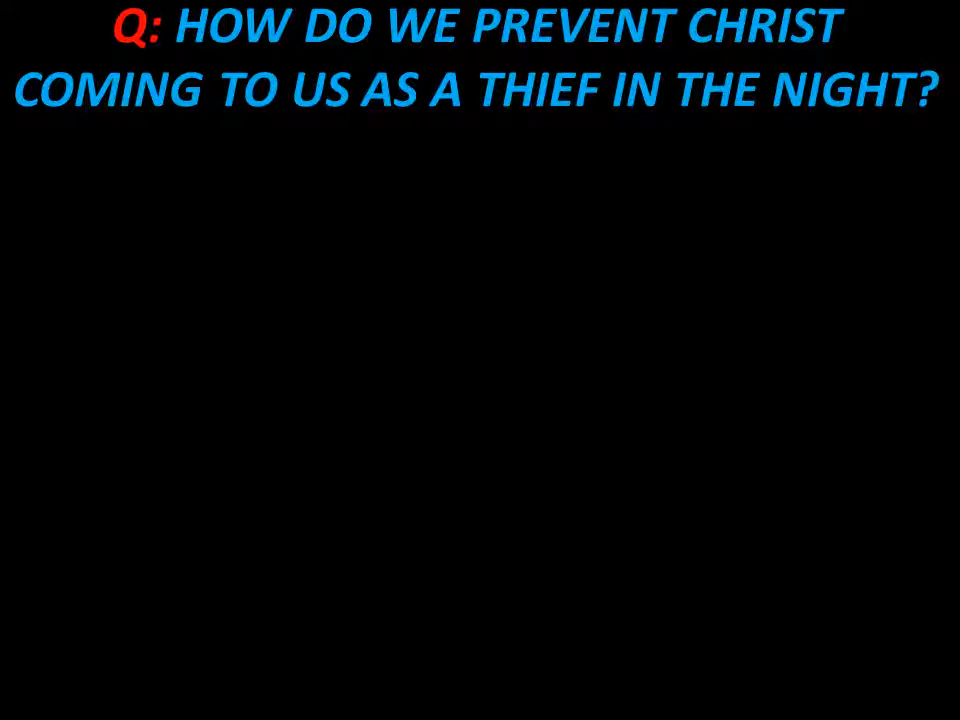 Q: HOW DO WE PREVENT CHRIST
COMING TO US AS A THIEF IN THE NIGHT?